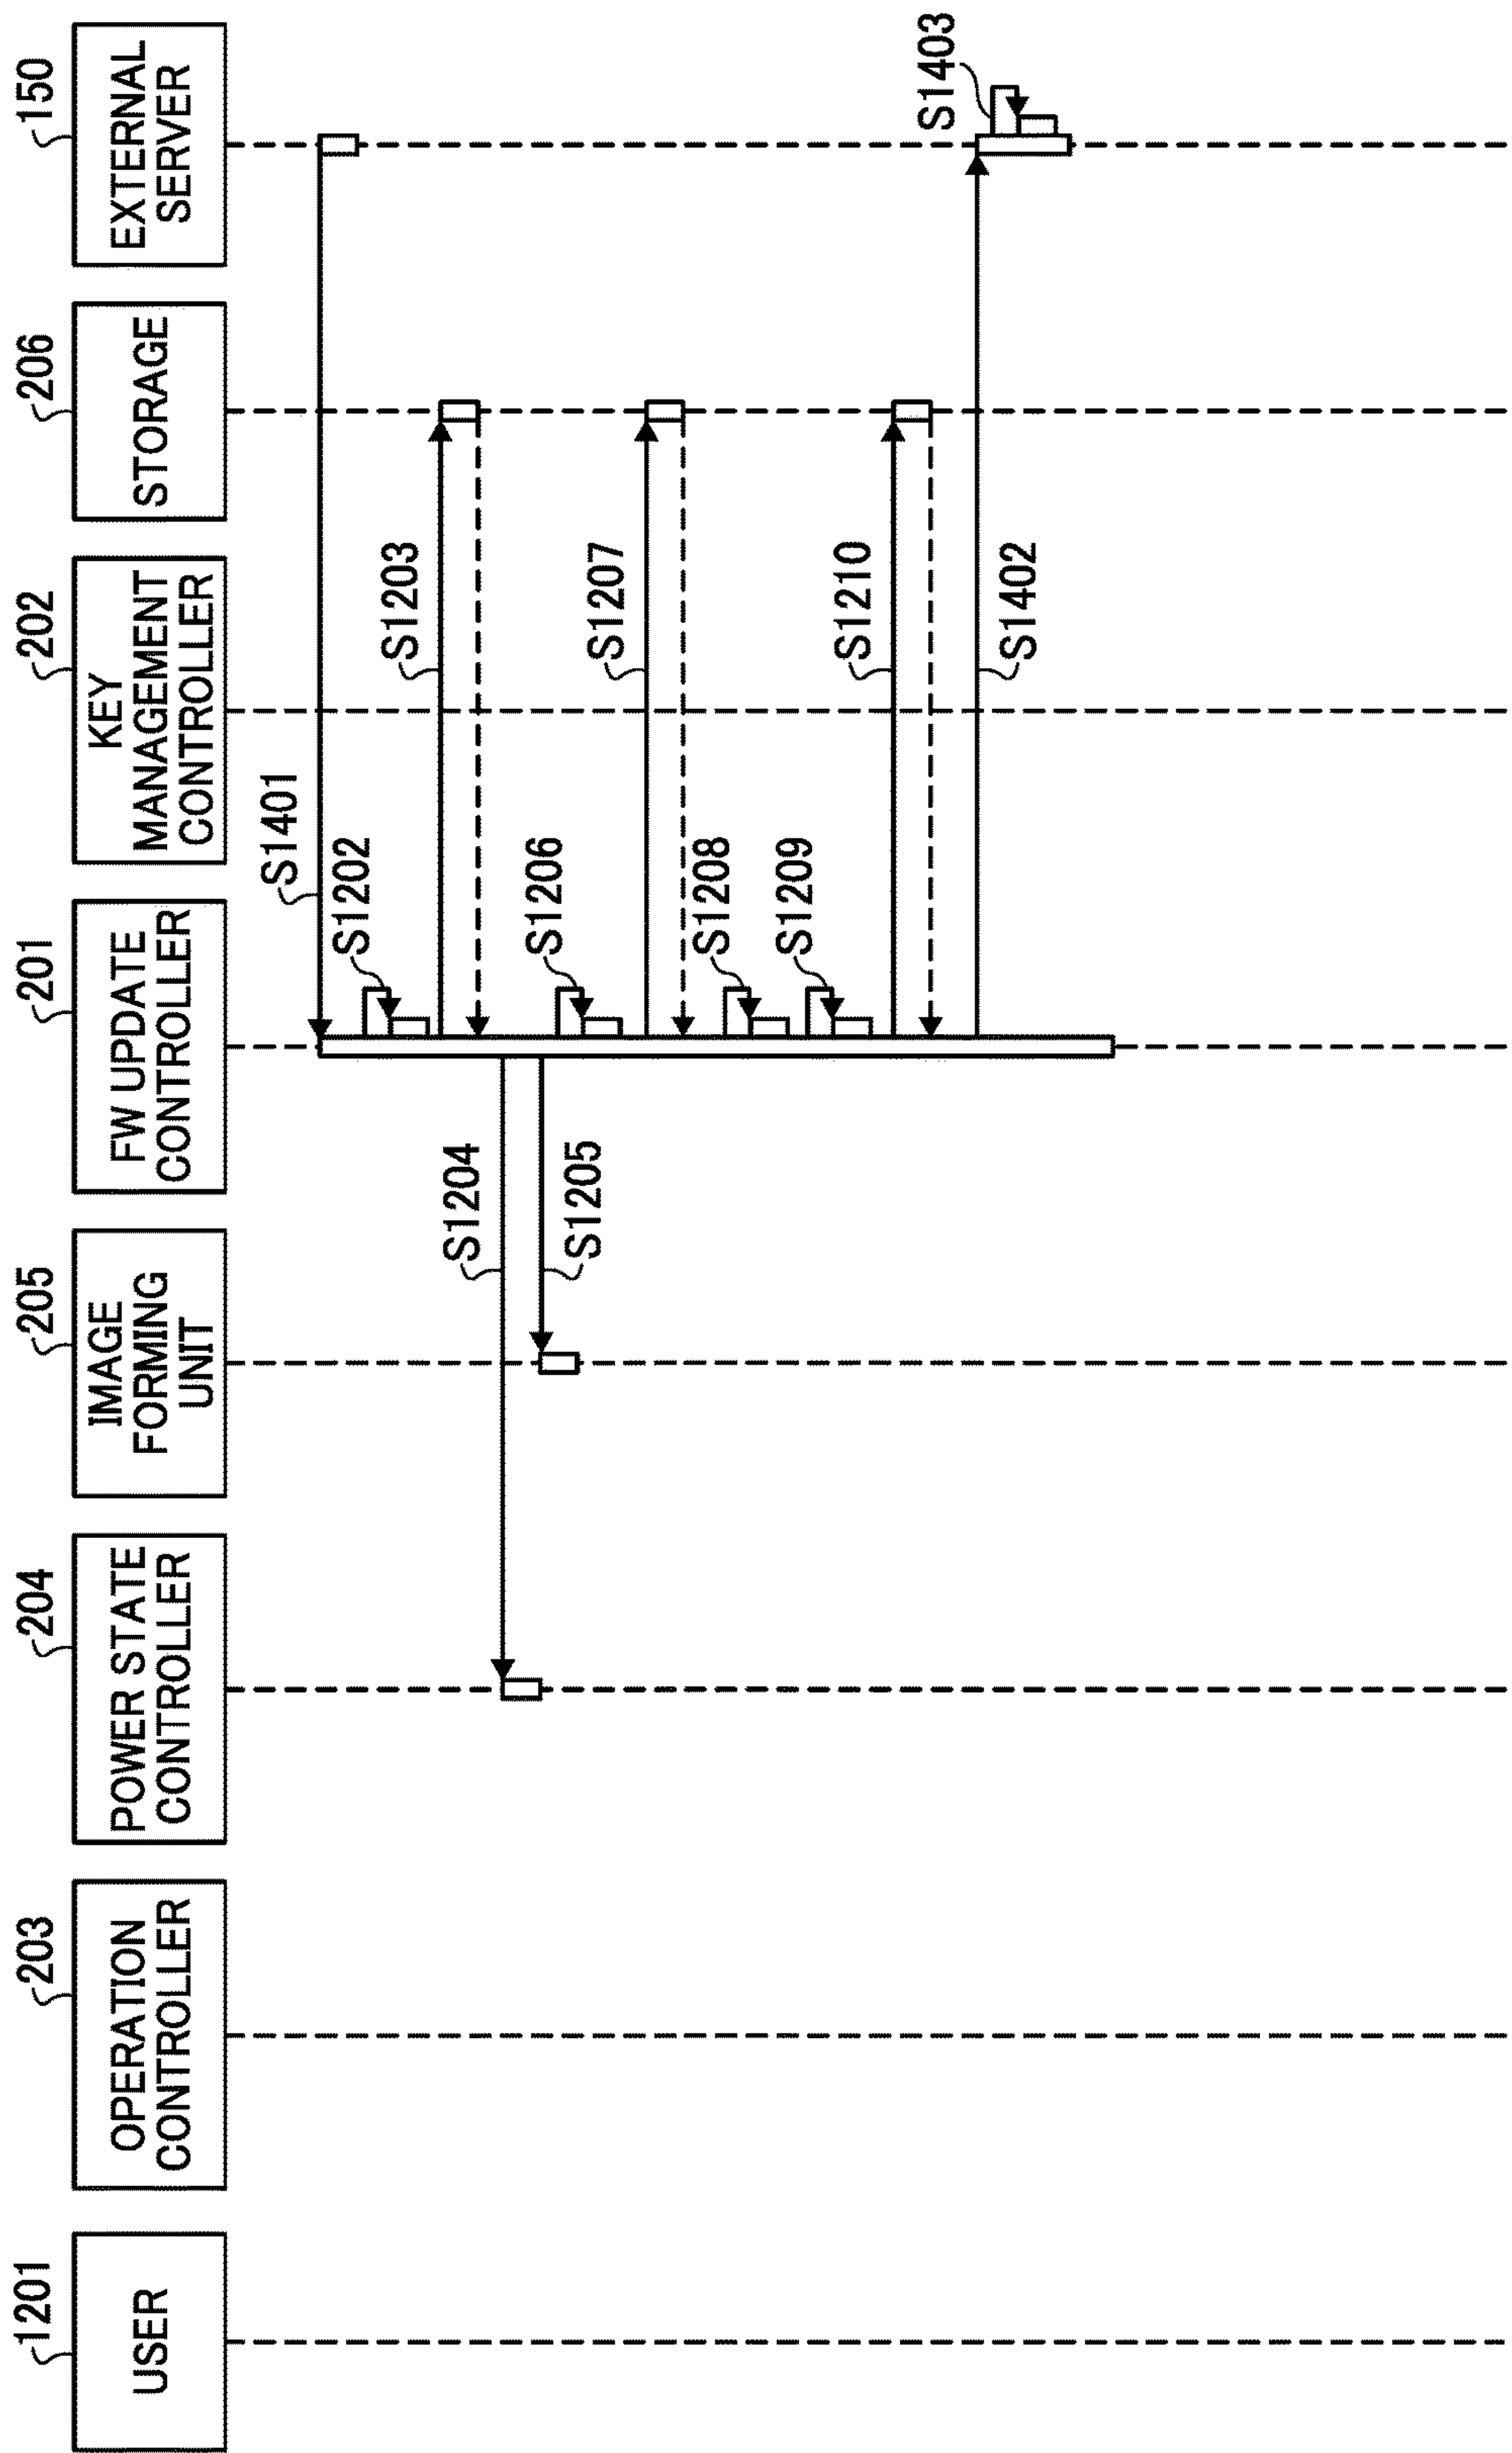 1201
USER
203
OPERATION
CONTROLLER
204
POWER STATE
CONTROLLER
205
IMAGE
FORMING
UNIT
201
FW UPDATE
CONTROLLER
202
KEY
MANAGEMENT
CONTROLLER
206
STORAGE
150
EXTERNAL
SERVER
S1401
S1202
S1203
S1204
S1205
S1206
S1207
S1208
S1209
S1210
S1402
S1403